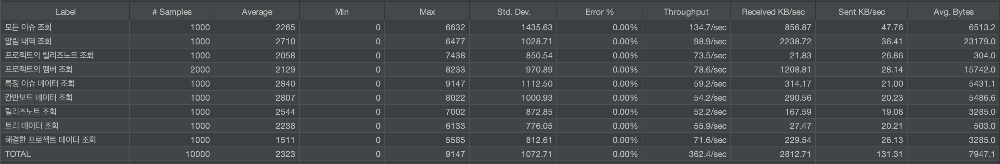 Label # Samples Average Min Max Std. Dev. Error % Throughput Received KB/sec Sent KB/sec Avg. Bytes
모든 이슈 조회 1000 2265 0 6632 1435.63 0.00% 134.7/sec 856.87 47.76 6513.2
알림 내역 조회 1000 2710 0 6477 1028.71 0.00% 98.9/sec 2238.72 36.41 23179.0
프로젝트의 릴리즈노트 조회 1000 2058 0 7438 850.54 0.00% 73.5/sec 21.83 26.86 304.0
프로젝트의 멤버 조회 2000 2129 0 8233 970.89 0.00% 78.6/sec 1208.81 28.14 15742.0
특정 이슈 데이터 조회 1000 2840 0 9147 1112.50 0.00% 59.2/sec 314.17 21.00 5431.1
칸반보드 데이터 조회 1000 2807 0 8022 1000.93 0.00% 54.2/sec 290.56 20.23 5486.6
릴리즈노트 조회 1000 2544 0 7002 872.85 0.00% 52.2/sec 167.59 19.08 3285.0
트리 데이터 조회 1000 2238 0 6133 776.05 0.00% 55.9/sec 27.47 20.21 503.0
해결한 프로젝트 데이터 조회 1000 1511 0 5585 812.61 0.00% 71.6/sec 229.54 26.13 3285.0
TOTAL 10000 2323 0 9147 1072.71 0.00% 362.4/sec 2812.71 131.31 7947.1